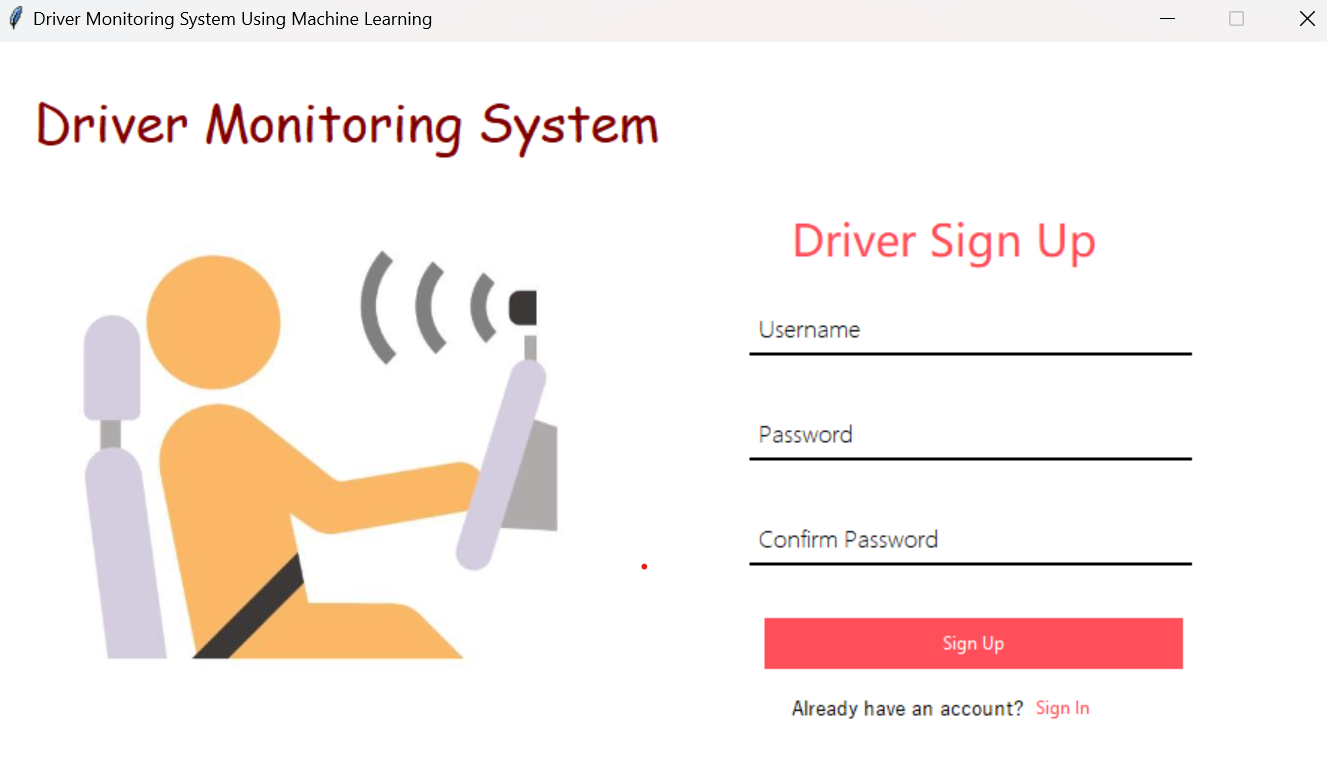 Driver Monitoring System Using Machine Learning
Driver Monitoring System
Driver Sign Up
Username
Password
Confirm Password
Sign Up
Already have an account? Sign In